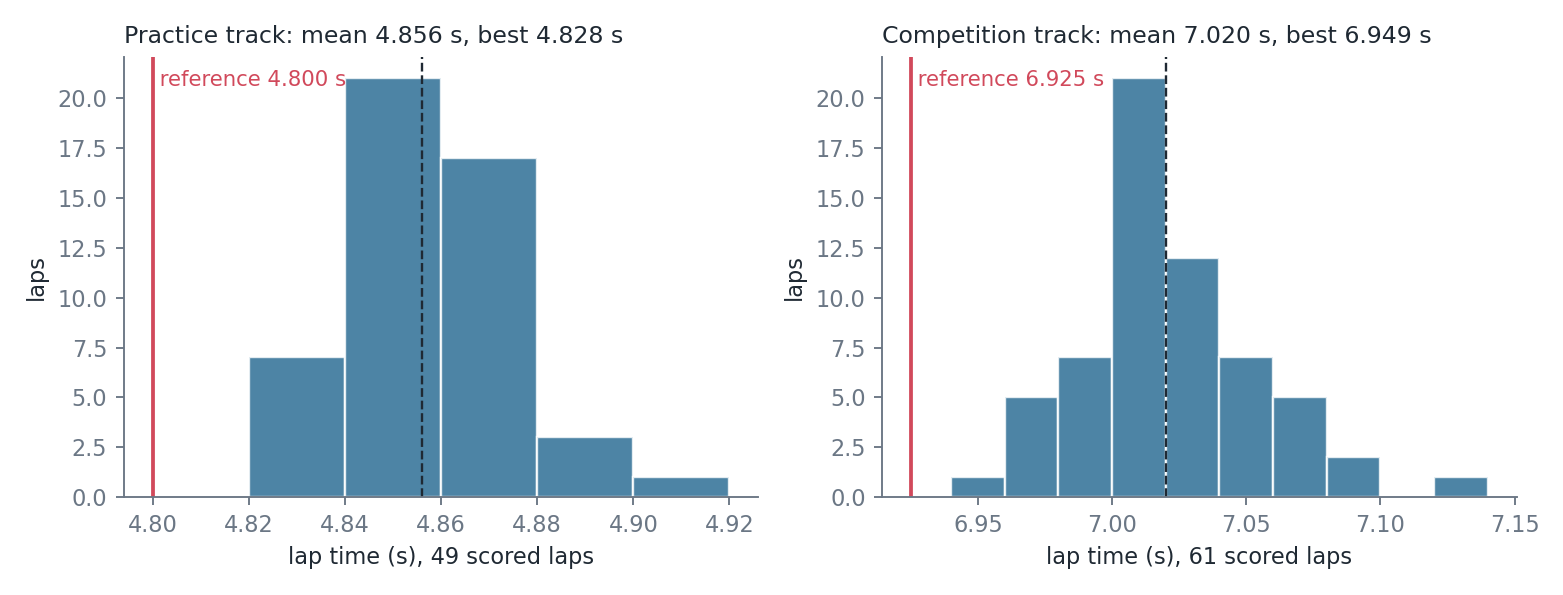 Practice track: mean 4.856 s, best 4.828 s
reference 4.800 s
20.0
17.5
15.0
12.5
10.0
7.5
5.0
2.5
0.0
laps
4.80 4.82 4.84 4.86 4.88 4.90 4.92
lap time (s), 49 scored laps
Competition track: mean 7.020 s, best 6.949 s
reference 6.925 s
20.0
17.5
15.0
12.5
10.0
7.5
5.0
2.5
0.0
laps
6.95 7.00 7.05 7.10 7.15
lap time (s), 61 scored laps